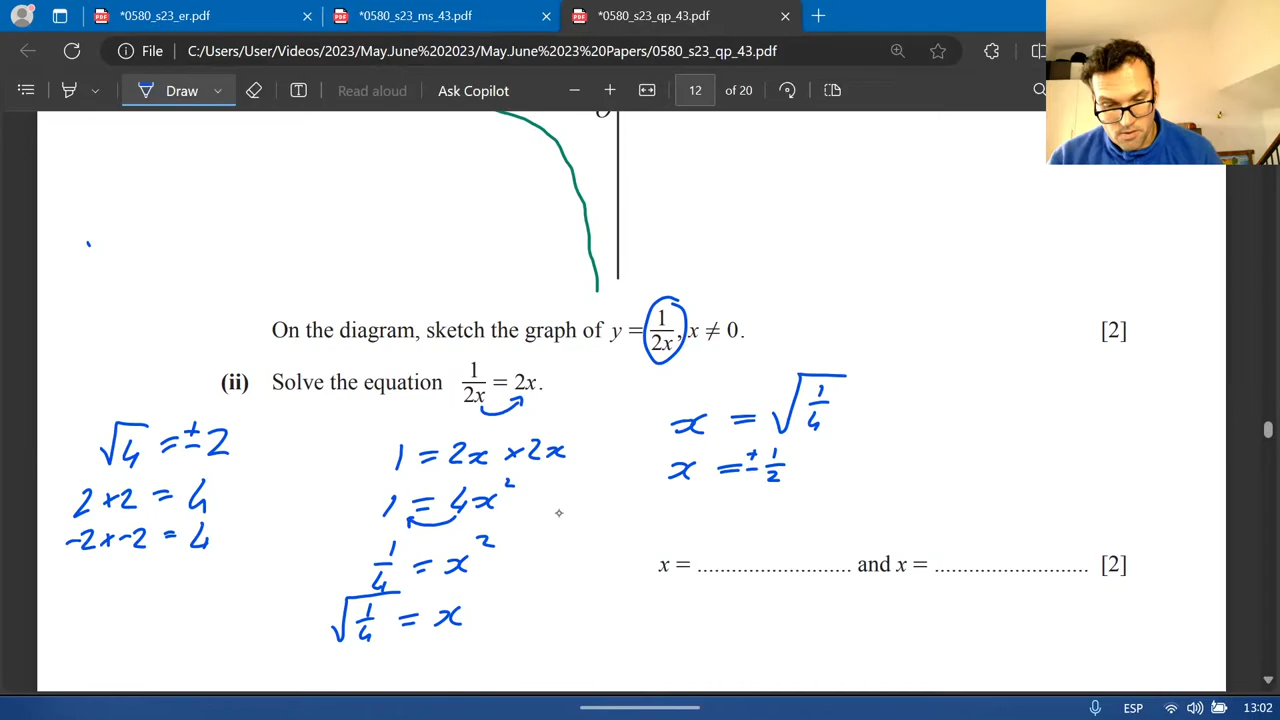 *0580_s23_er.pdf
*0580_s23_ms_43.pdf
*0580_s23_qp_43.pdf
File C:/Users/User/Videos/2023/May.June%202023/May.June%2023%20Papers/0580_s23_qp_43.pdf
Draw
Read aloud
Ask Copilot
12 of 20
On the diagram, sketch the graph of y = 1/2x, x ≠ 0. [2]
(ii) Solve the equation 1/2x = 2x.
√4 = ±2
2 × 2 = 4
-2 × -2 = 4
1 = 2x × 2x
1 = 4x²
1/4 = x²
√1/4 = x
x = √1/4
x = ±1/2
x = .............................. and x = .............................. [2]
ESP 13:02